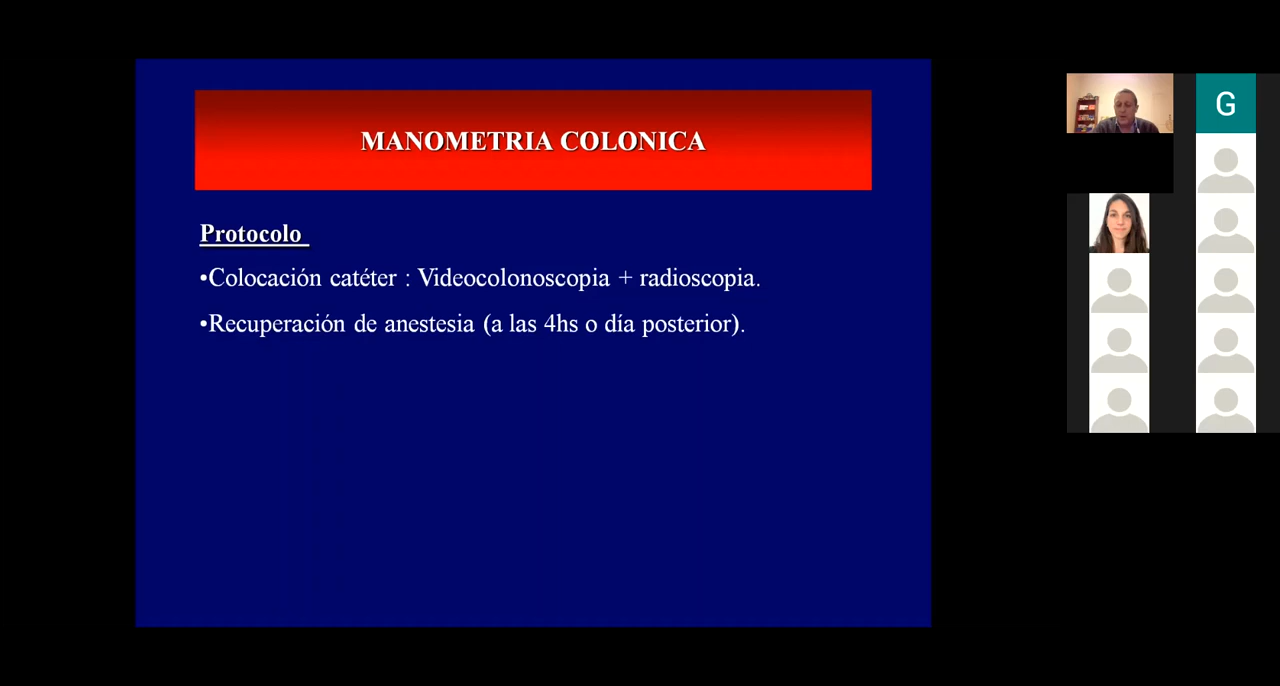 MANOMETRIA COLONICA
Protocolo
•Colocación catéter : Videocolonoscopia + radioscopia.
•Recuperación de anestesia (a las 4hs o día posterior).
G